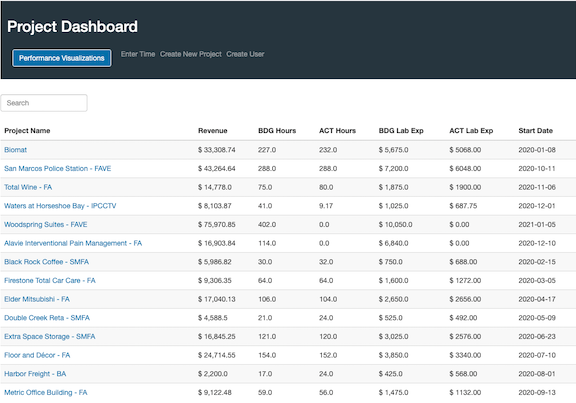 Project Dashboard
Performance Visualizations Enter Time Create New Project Create User
Search
Project Name Revenue BDG Hours ACT Hours BDG Lab Exp ACT Lab Exp Start Date
Biomat $ 33,308.74 227.0 232.0 $ 5,675.0 $ 5068.00 2020-01-08
San Marcos Police Station - FAVE $ 43,264.64 288.0 288.0 $ 7,200.0 $ 6048.00 2020-10-11
Total Wine - FA $ 14,778.0 75.0 80.0 $ 1,875.0 $ 1900.00 2020-11-06
Waters at Horseshoe Bay - IPCCTV $ 8,103.87 41.0 9.17 $ 1,025.0 $ 687.75 2020-12-01
Woodspring Suites - FAVE $ 75,970.85 402.0 0.0 $ 10,050.0 $ 0.00 2021-01-05
Alavie Interventional Pain Management - FA $ 16,903.84 114.0 0.0 $ 6,840.0 $ 0.00 2020-12-10
Black Rock Coffee - SMFA $ 5,986.82 30.0 32.0 $ 750.0 $ 688.00 2020-02-15
Firestone Total Car Care - FA $ 9,306.35 64.0 64.0 $ 1,600.0 $ 1272.00 2020-03-05
Elder Mitsubishi - FA $ 17,040.13 106.0 104.0 $ 2,650.0 $ 2656.00 2020-04-17
Double Creek Reta - SMFA $ 4,588.5 21.0 24.0 $ 525.0 $ 492.00 2020-05-09
Extra Space Storage - SMFA $ 16,845.25 121.0 120.0 $ 3,025.0 $ 2576.00 2020-06-23
Floor and Décor - FA $ 24,714.55 154.0 152.0 $ 3,850.0 $ 3340.00 2020-07-10
Harbor Freight - BA $ 2,200.0 17.0 24.0 $ 425.0 $ 568.00 2020-08-01
Metric Office Building - FA $ 9,122.48 59.0 56.0 $ 1,475.0 $ 1132.00 2020-09-13